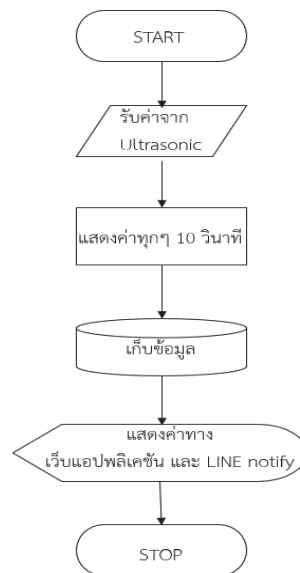 START
รับค่าจาก
Ultrasonic
แสดงค่าทุกๆ 10 วินาที
เก็บข้อมูล
แสดงค่าทาง
เว็บแอปพลิเคชัน และ LINE notify
STOP